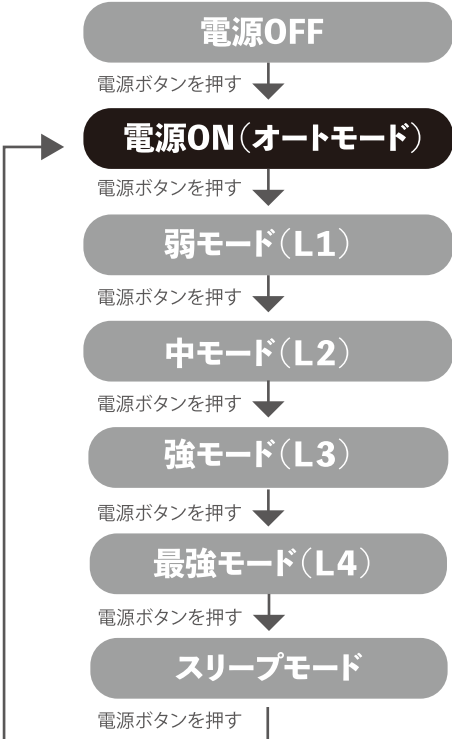 電源OFF
電源ボタンを押す
電源ON(オートモード)
電源ボタンを押す
弱モード(L1)
電源ボタンを押す
中モード(L2)
電源ボタンを押す
強モード(L3)
電源ボタンを押す
最強モード(L4)
電源ボタンを押す
スリープモード
電源ボタンを押す